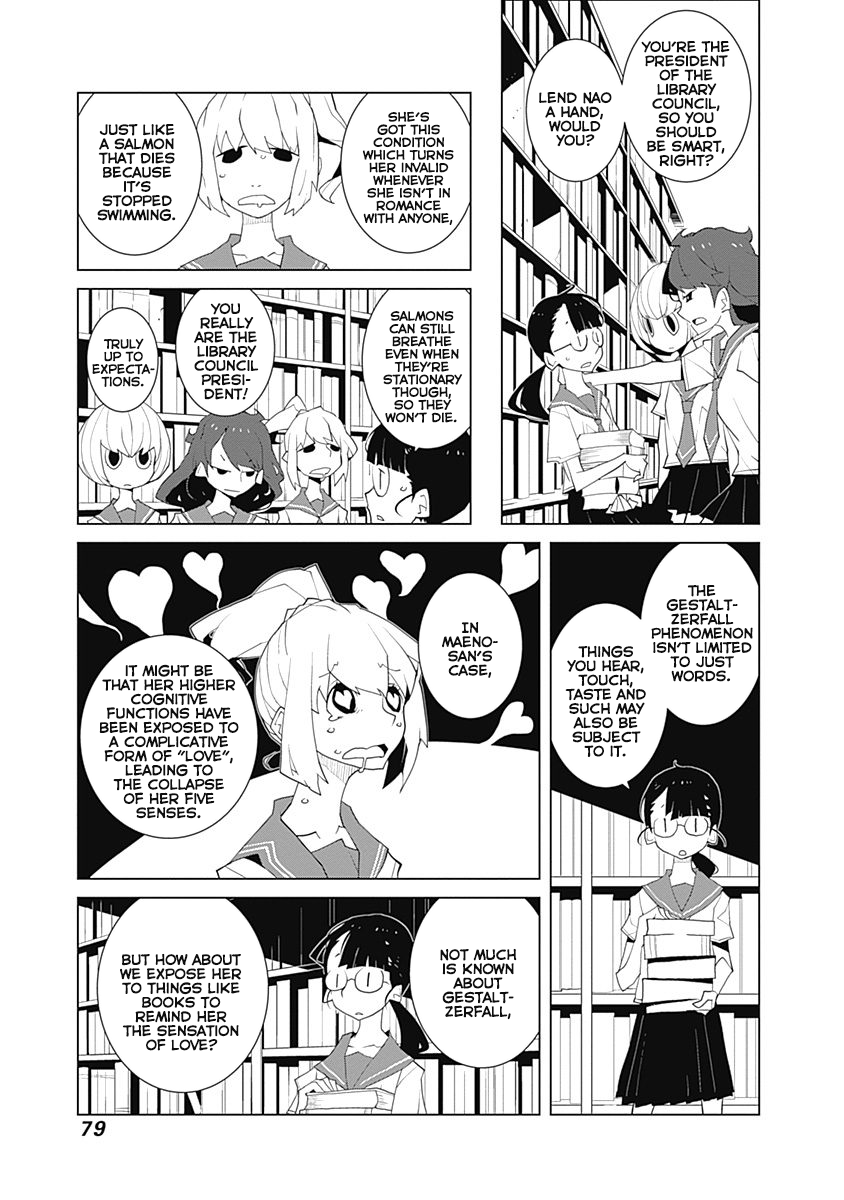 YOU'RE THE
PRESIDENT
OF THE
LIBRARY
COUNCIL,
SO YOU
SHOULD
BE SMART,
RIGHT?
LEND NAO
A HAND,
WOULD
YOU?
SHE'S
GOT THIS
CONDITION
WHICH TURNS
HER INVALID
WHENEVER
SHE ISN'T IN
ROMANCE
WITH ANYONE,
JUST LIKE
A SALMON
THAT DIES
BECAUSE
IT'S
STOPPED
SWIMMING.
SALMONS
CAN STILL
BREATHE
EVEN WHEN
THEY'RE
STATIONARY
THOUGH,
SO THEY
WON'T DIE.
YOU
REALLY
ARE THE
LIBRARY
COUNCIL
PRESI-
DENT!
TRULY
UP TO
EXPECTA-
TIONS.
THE
GESTALT-
ZERFALL
PHENOMENON
ISN'T LIMITED
TO JUST
WORDS.
THINGS
YOU HEAR,
TOUCH,
TASTE AND
SUCH MAY
ALSO BE
SUBJECT
TO IT.
IN
MAENO-
SAN'S
CASE,
IT MIGHT BE
THAT HER HIGHER
COGNITIVE
FUNCTIONS HAVE
BEEN EXPOSED TO
A COMPLICATIVE
FORM OF "LOVE",
LEADING TO
THE COLLAPSE
OF HER FIVE
SENSES.
NOT MUCH
IS KNOWN
ABOUT
GESTALT-
ZERFALL,
BUT HOW ABOUT
WE EXPOSE HER
TO THINGS LIKE
BOOKS TO
REMIND HER
THE SENSATION
OF LOVE?
79